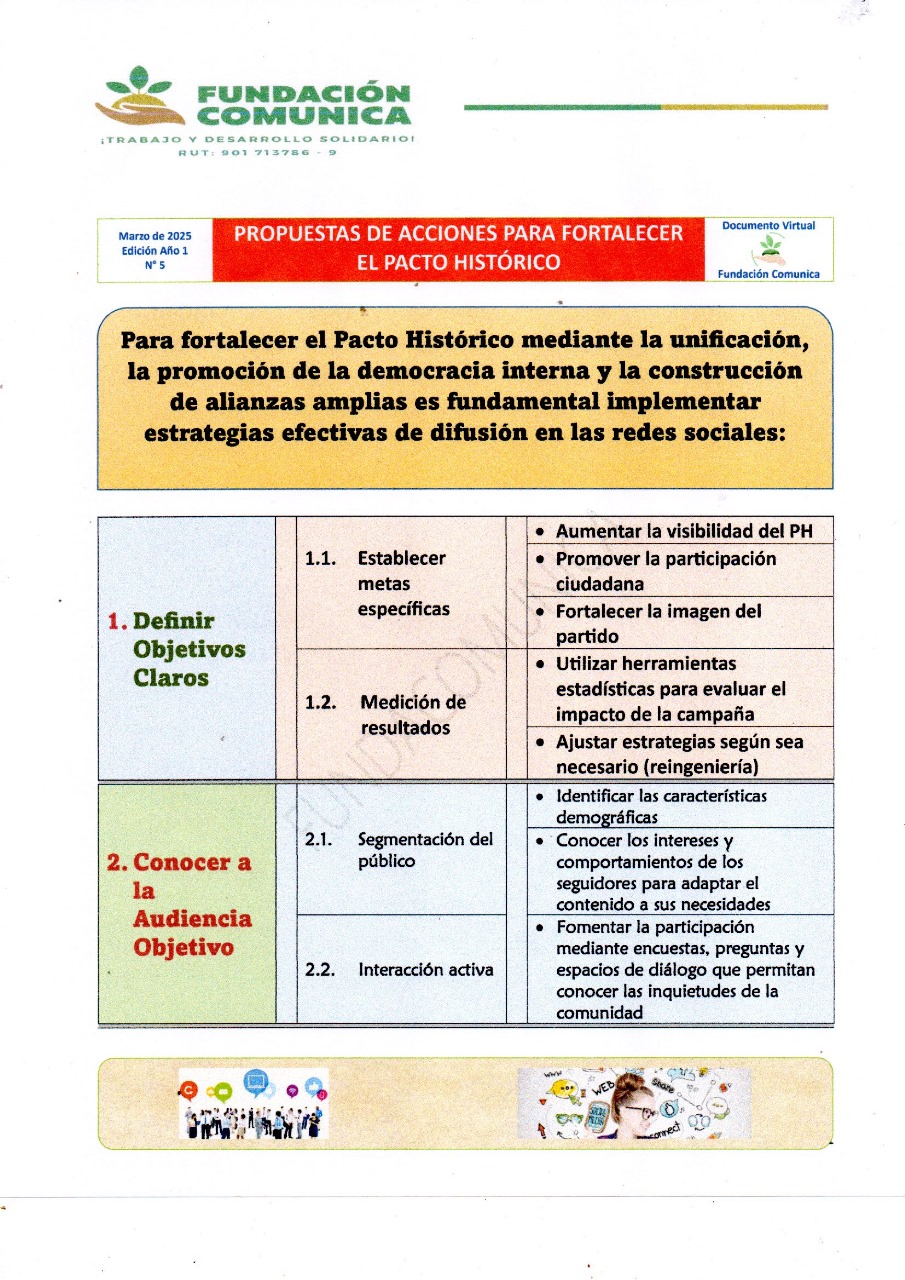 FUNDACIÓN
COMUNICA
¡TRABAJO Y DESARROLLO SOLIDARIO!
RUT: 901 713786 - 9
Marzo de 2025
Edición Año 1
N° 5
PROPUESTAS DE ACCIONES PARA FORTALECER
EL PACTO HISTÓRICO
Documento Virtual
Fundación Comunica
Para fortalecer el Pacto Histórico mediante la unificación,
la promoción de la democracia interna y la construcción
de alianzas amplias es fundamental implementar
estrategias efectivas de difusión en las redes sociales:
1. Definir
Objetivos
Claros
1.1. Establecer
metas
específicas
• Aumentar la visibilidad del PH
• Promover la participación
ciudadana
• Fortalecer la imagen del
partido
1.2. Medición de
resultados
• Utilizar herramientas
estadísticas para evaluar el
impacto de la campaña
• Ajustar estrategias según sea
necesario (reingeniería)
2. Conocer a
la
Audiencia
Objetivo
2.1. Segmentación del
público
• Identificar las características
demográficas
• Conocer los intereses y
comportamientos de los
seguidores para adaptar el
contenido a sus necesidades
2.2. Interacción activa
• Fomentar la participación
mediante encuestas, preguntas y
espacios de diálogo que permitan
conocer las inquietudes de la
comunidad
WWW
WEB
Share
SOCIAL
MEDIA
connect